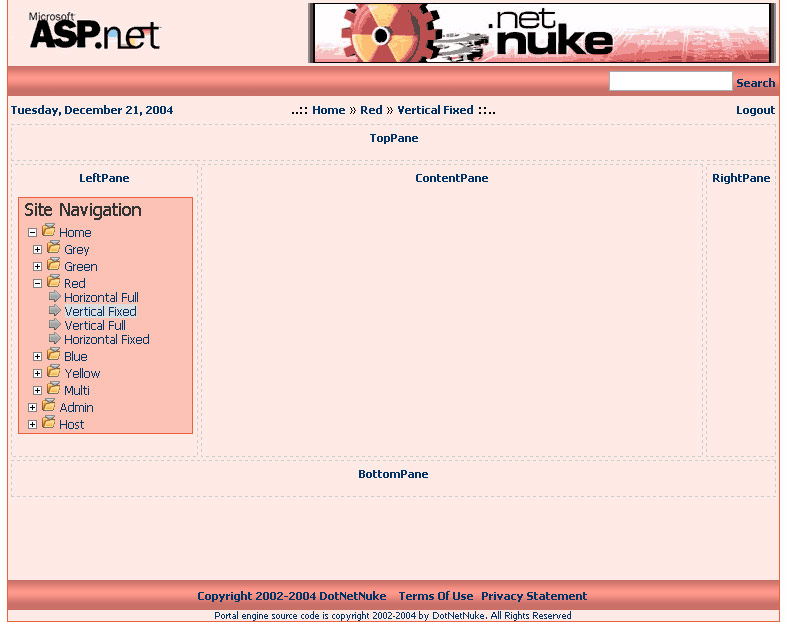 Microsoft
ASP.net
.net
nuke
Search
Tuesday, December 21, 2004 ..:: Home » Red » Vertical Fixed ::.. Logout
TopPane
LeftPane ContentPane RightPane
Site Navigation
Home
Grey
Green
Red
Horizontal Full
Vertical Fixed
Vertical Full
Horizontal Fixed
Blue
Yellow
Multi
Admin
Host
BottomPane
Copyright 2002-2004 DotNetNuke Terms Of Use Privacy Statement
Portal engine source code is copyright 2002-2004 by DotNetNuke. All Rights Reserved